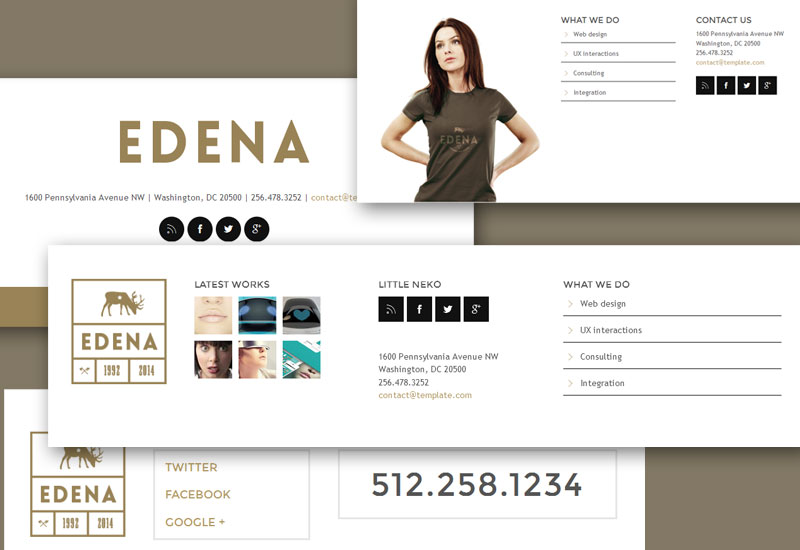 WHAT WE DO
Web design
UX interactions
Consulting
Integration
CONTACT US
1600 Pennsylvania Avenue NW
Washington, DC 20500
256.478.3252
contact@template.com
EDENA
EDENA
1600 Pennsylvania Avenue NW | Washington, DC 20500 | 256.478.3252 | contact@te
EDENA
1992 2014
LATEST WORKS
LITTLE NEKO
1600 Pennsylvania Avenue NW
Washington, DC 20500
256.478.3252
contact@template.com
WHAT WE DO
Web design
UX interactions
Consulting
Integration
EDENA
1992 2014
TWITTER
FACEBOOK
GOOGLE +
512.258.1234